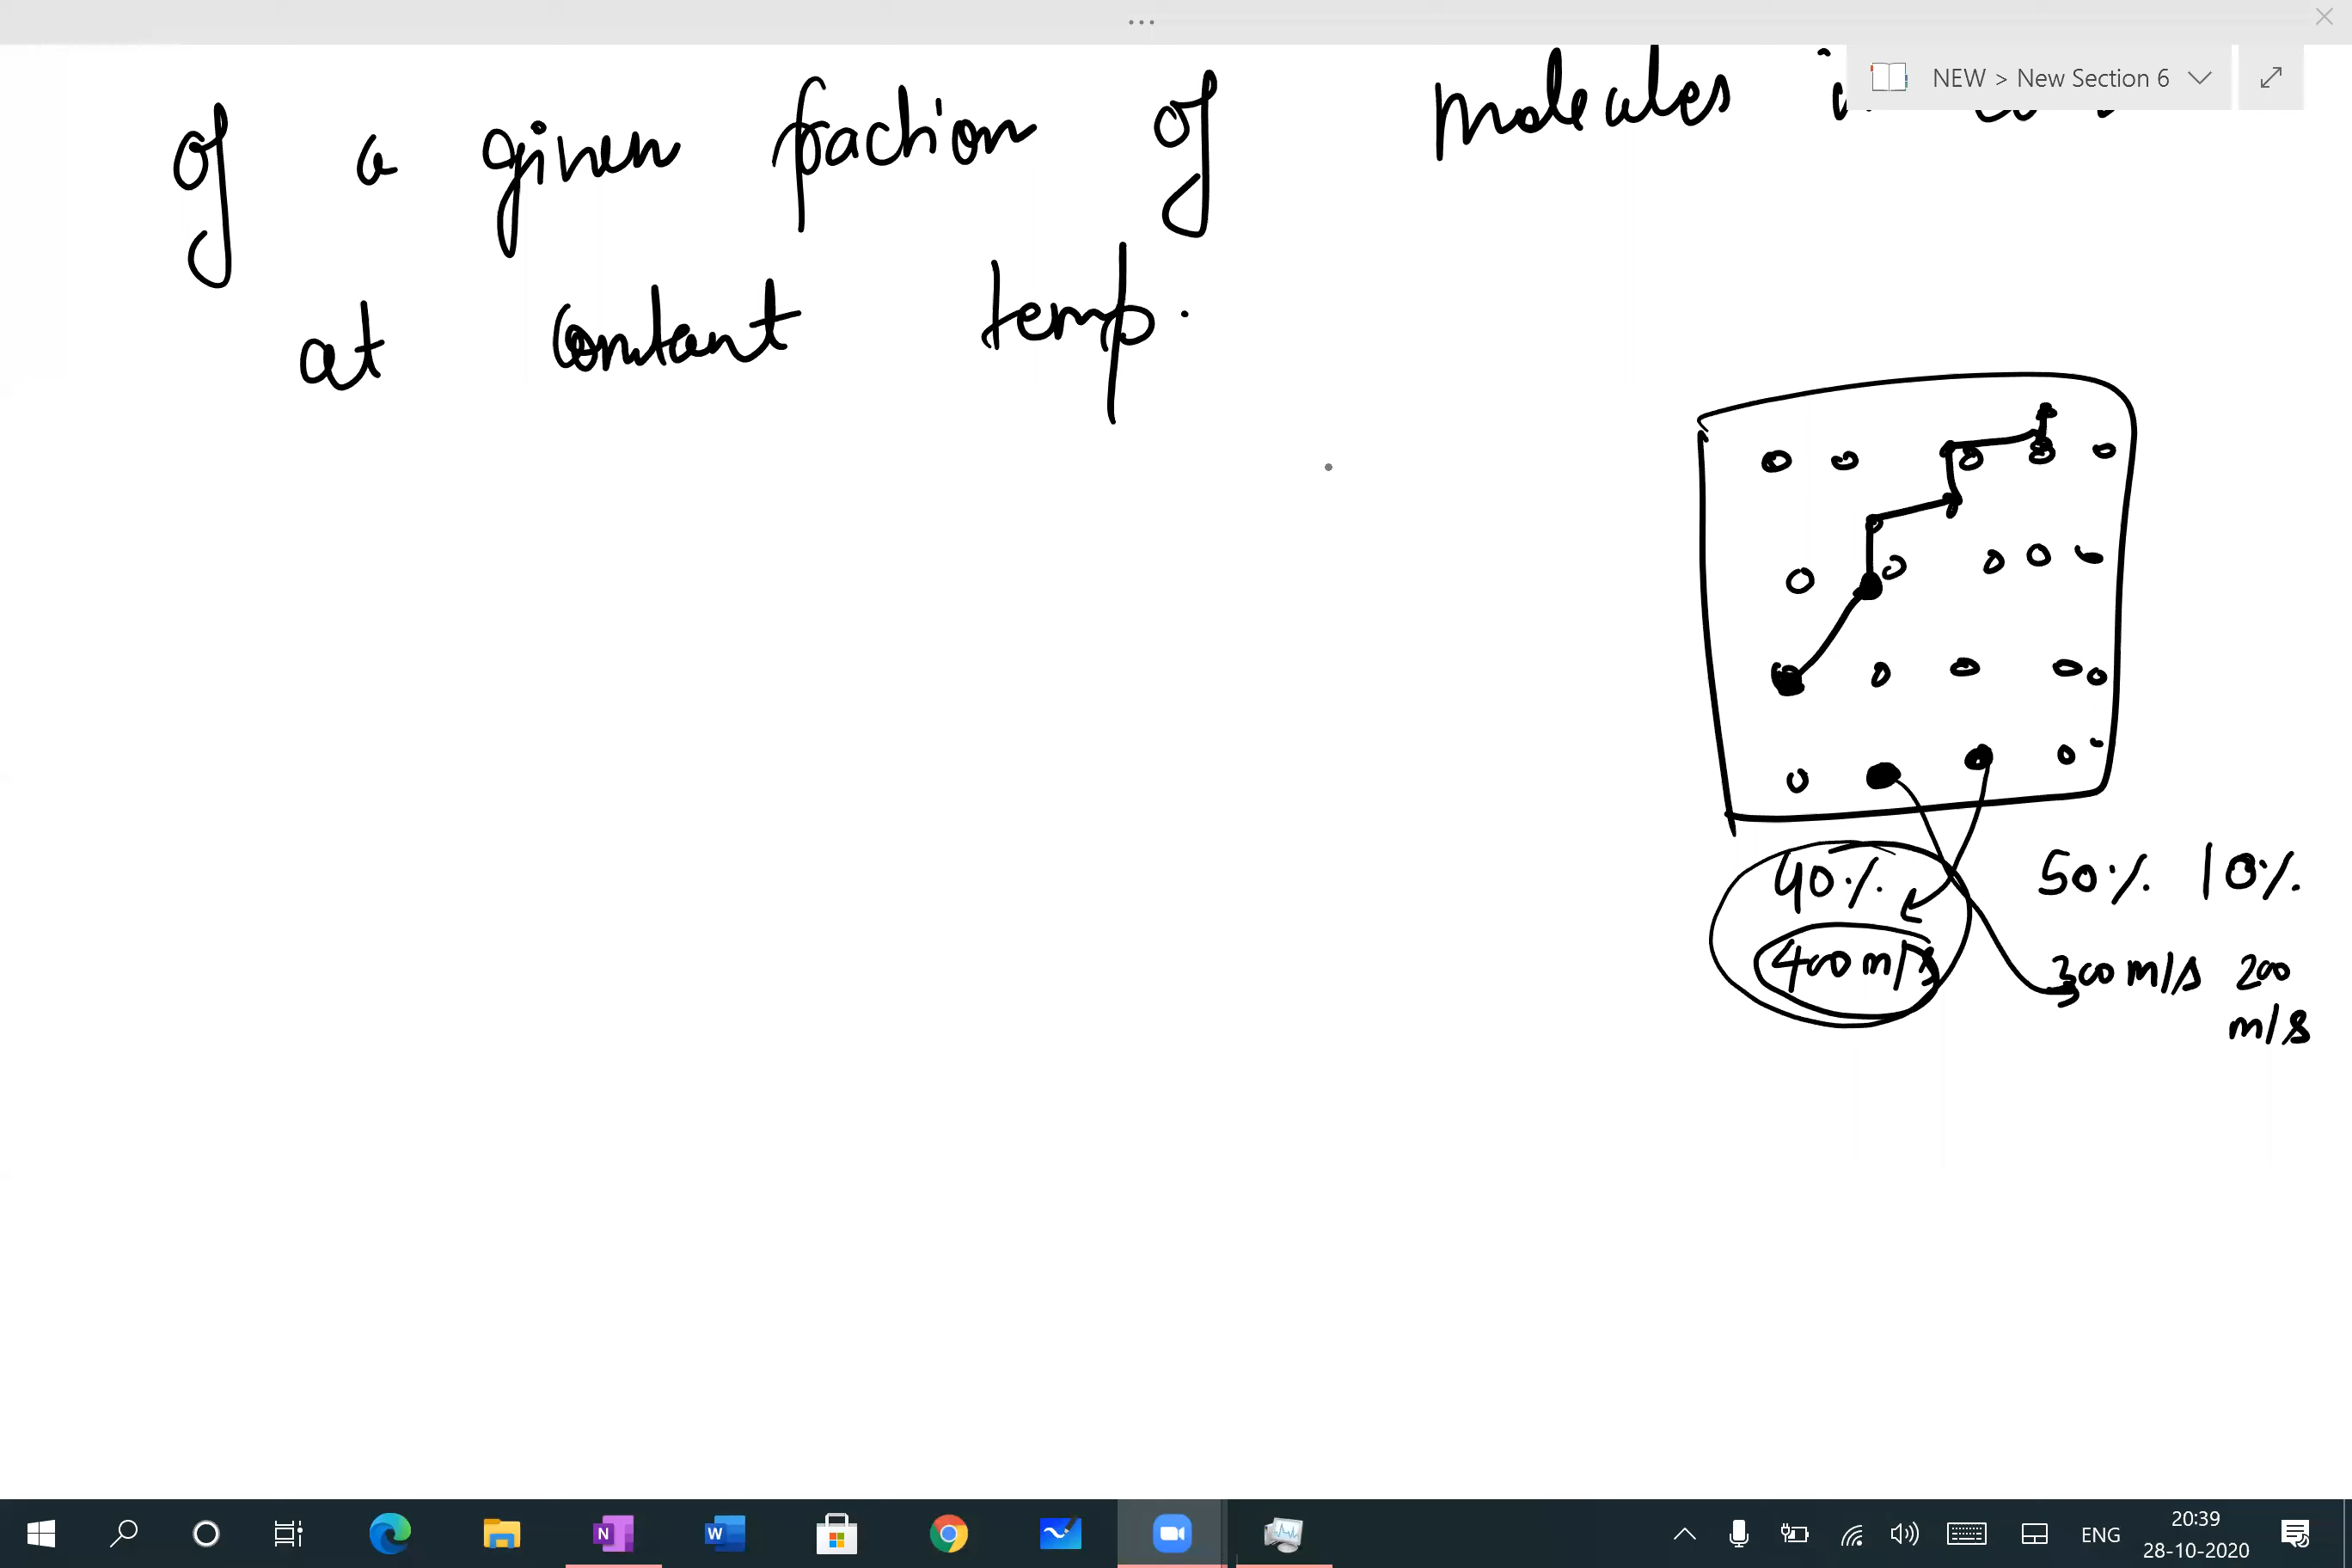 NEW > New Section 6
of a given fraction of molecules
at contant temp.
40% 50% 10%
400 m/s 300 m/s 200
m/s
ENG
20:39
28-10-2020